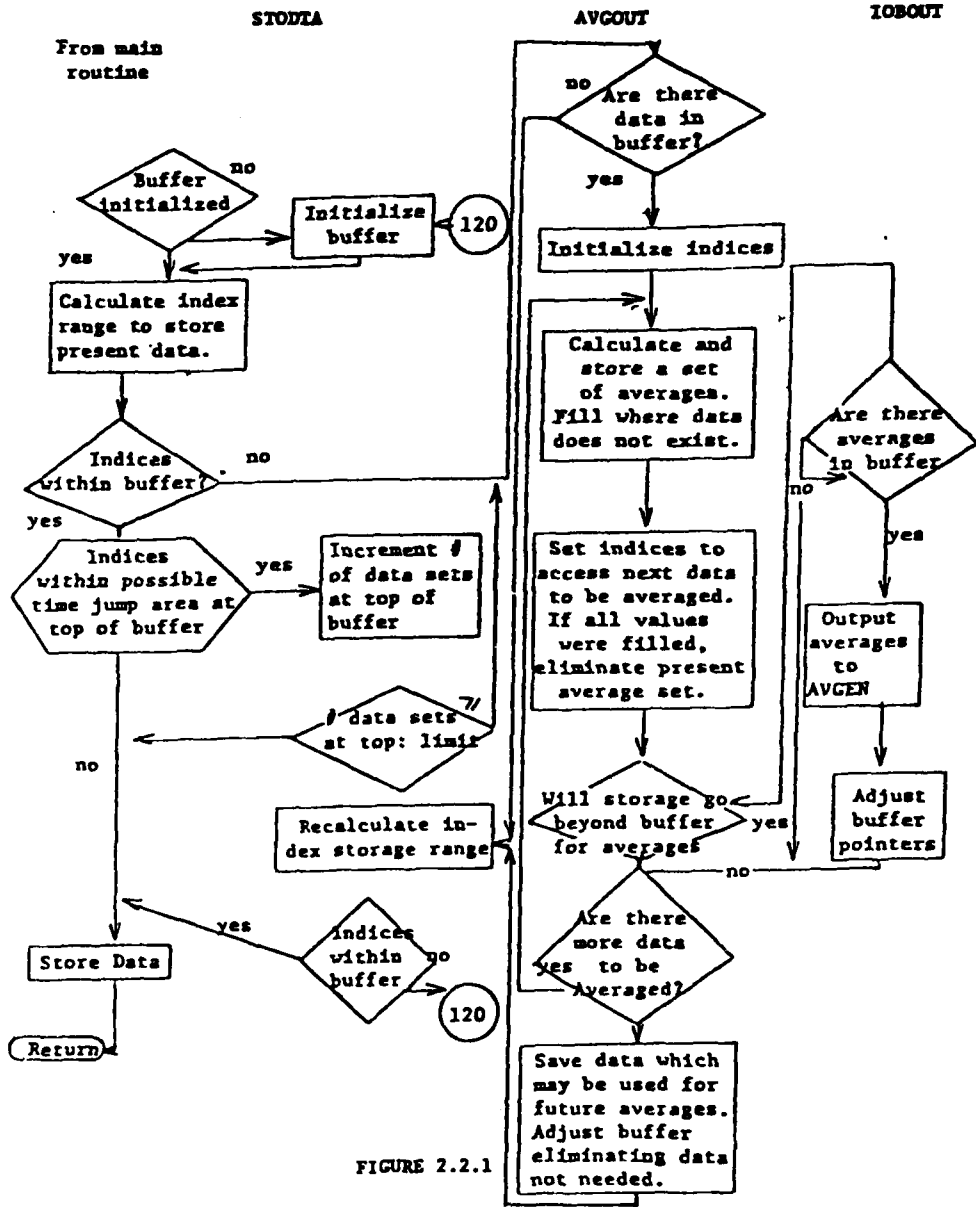 STODTA
AVGOUT
IOBOUT
From main
routine
Buffer
initialized
no
yes
Initialize
buffer
120
Calculate index
range to store
present data.
Indices
within buffer?
no
yes
Indices
within possible
time jump area at
top of buffer
yes
Increment #
of data sets
at top of
buffer
# data sets
at top: limit
≥
no
Recalculate in-
dex storage range
Indices
within
buffer
yes
no
120
Store Data
Return
Are there
data in
buffer?
no
yes
Initialize indices
Calculate and
store a set
of averages.
Fill where data
does not exist.
Set indices to
access next data
to be averaged.
If all values
were filled,
eliminate present
average set.
Will storage go
beyond buffer
for averages
yes
no
Are there
more data
to be
Averaged?
yes
Save data which
may be used for
future averages.
Adjust buffer
eliminating data
not needed.
Are there
averages
in buffer
no
yes
Output
averages
to
AVGEN
Adjust
buffer
pointers
FIGURE 2.2.1